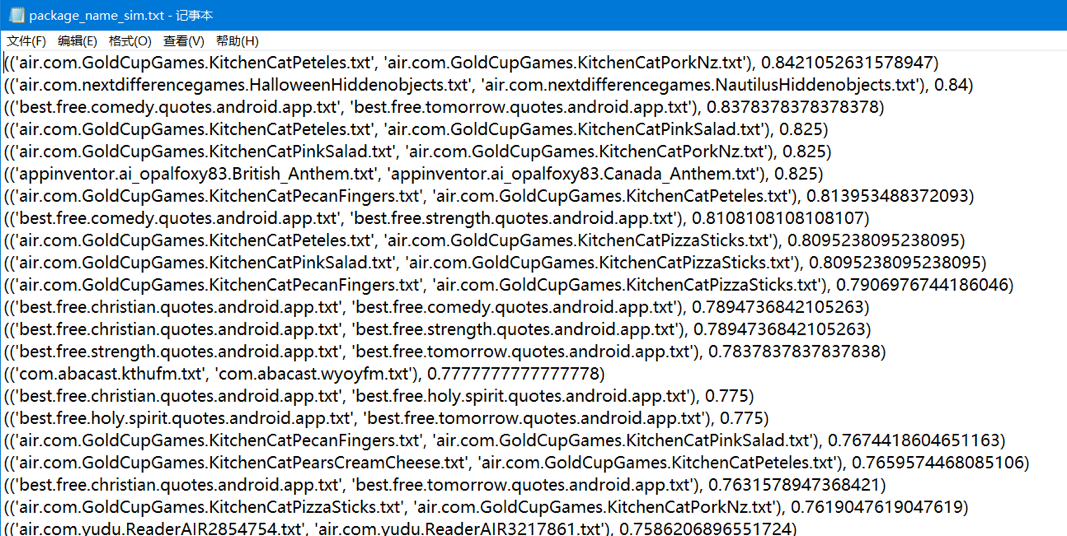 package_name_sim.txt - 记事本
文件(F) 编辑(E) 格式(O) 查看(V) 帮助(H)
(('air.com.GoldCupGames.KitchenCatPeteles.txt', 'air.com.GoldCupGames.KitchenCatPorkNz.txt'), 0.8421052631578947)
(('air.com.nextdifferencegames.HalloweenHiddenobjects.txt', 'air.com.nextdifferencegames.NautilusHiddenobjects.txt'), 0.84)
(('best.free.comedy.quotes.android.app.txt', 'best.free.tomorrow.quotes.android.app.txt'), 0.8378378378378378)
(('air.com.GoldCupGames.KitchenCatPeteles.txt', 'air.com.GoldCupGames.KitchenCatPinkSalad.txt'), 0.825)
(('air.com.GoldCupGames.KitchenCatPinkSalad.txt', 'air.com.GoldCupGames.KitchenCatPorkNz.txt'), 0.825)
(('appinventor.ai_opalfoxy83.British_Anthem.txt', 'appinventor.ai_opalfoxy83.Canada_Anthem.txt'), 0.825)
(('air.com.GoldCupGames.KitchenCatPecanFingers.txt', 'air.com.GoldCupGames.KitchenCatPeteles.txt'), 0.813953488372093)
(('best.free.comedy.quotes.android.app.txt', 'best.free.strength.quotes.android.app.txt'), 0.8108108108108107)
(('air.com.GoldCupGames.KitchenCatPeteles.txt', 'air.com.GoldCupGames.KitchenCatPizzaSticks.txt'), 0.8095238095238095)
(('air.com.GoldCupGames.KitchenCatPinkSalad.txt', 'air.com.GoldCupGames.KitchenCatPizzaSticks.txt'), 0.8095238095238095)
(('air.com.GoldCupGames.KitchenCatPecanFingers.txt', 'air.com.GoldCupGames.KitchenCatPizzaSticks.txt'), 0.7906976744186046)
(('best.free.christian.quotes.android.app.txt', 'best.free.comedy.quotes.android.app.txt'), 0.7894736842105263)
(('best.free.christian.quotes.android.app.txt', 'best.free.strength.quotes.android.app.txt'), 0.7894736842105263)
(('best.free.strength.quotes.android.app.txt', 'best.free.tomorrow.quotes.android.app.txt'), 0.7837837837837838)
(('com.abacast.kthufm.txt', 'com.abacast.wyoyfm.txt'), 0.7777777777777778)
(('best.free.christian.quotes.android.app.txt', 'best.free.holy.spirit.quotes.android.app.txt'), 0.775)
(('best.free.holy.spirit.quotes.android.app.txt', 'best.free.tomorrow.quotes.android.app.txt'), 0.775)
(('air.com.GoldCupGames.KitchenCatPecanFingers.txt', 'air.com.GoldCupGames.KitchenCatPinkSalad.txt'), 0.7674418604651163)
(('air.com.GoldCupGames.KitchenCatPearsCreamCheese.txt', 'air.com.GoldCupGames.KitchenCatPeteles.txt'), 0.7659574468085106)
(('best.free.christian.quotes.android.app.txt', 'best.free.tomorrow.quotes.android.app.txt'), 0.7631578947368421)
(('air.com.GoldCupGames.KitchenCatPizzaSticks.txt', 'air.com.GoldCupGames.KitchenCatPorkNz.txt'), 0.7619047619047619)
(('air.com.yudu.ReaderAIR2854754.txt', 'air.com.yudu.ReaderAIR3217861.txt'), 0.7586206896551724)